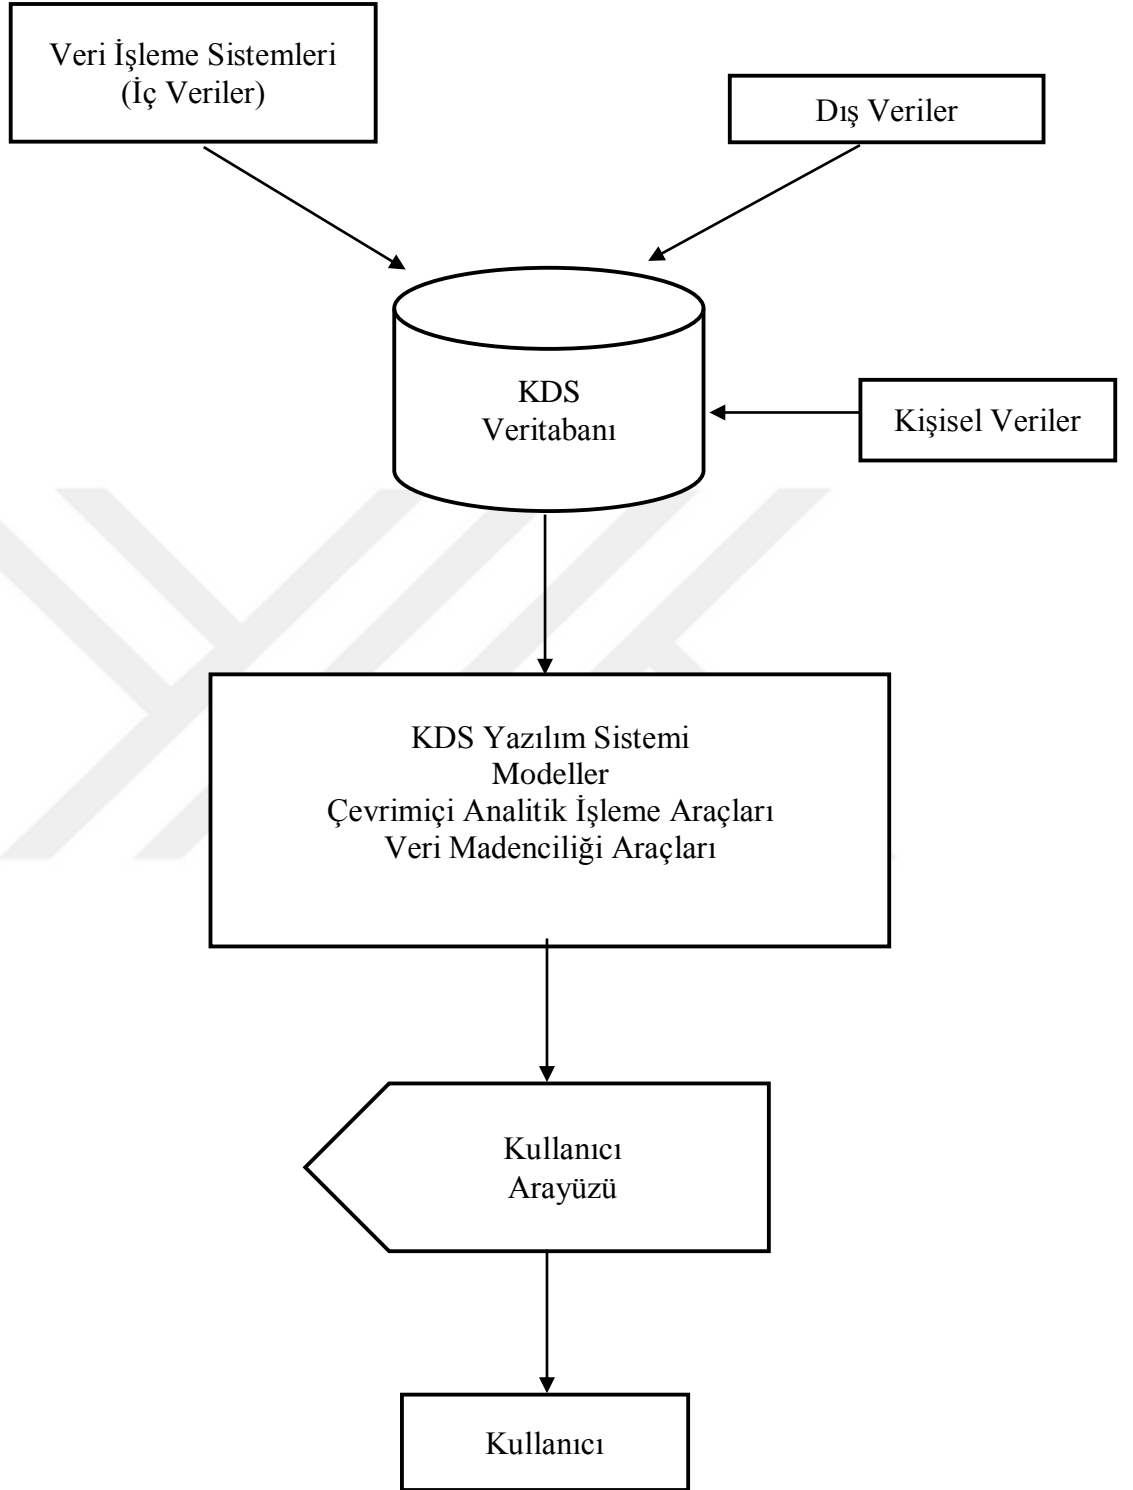 Veri İşleme Sistemleri
(İç Veriler)
Dış Veriler
KDS
Veritabanı
Kişisel Veriler
KDS Yazılım Sistemi
Modeller
Çevrimiçi Analitik İşleme Araçları
Veri Madenciliği Araçları
Kullanıcı
Arayüzü
Kullanıcı